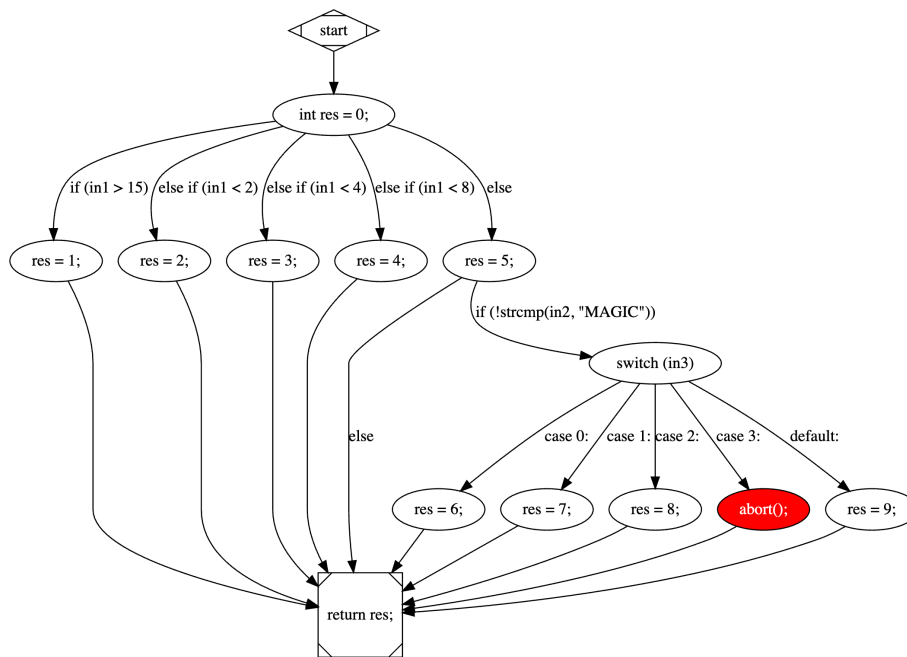 start
int res = 0;
if (in1 > 15)
else if (in1 < 2)
else if (in1 < 4)
else if (in1 < 8)
else
res = 1;
res = 2;
res = 3;
res = 4;
res = 5;
if (!strcmp(in2, "MAGIC"))
switch (in3)
else
case 0:
case 1:
case 2:
case 3:
default:
res = 6;
res = 7;
res = 8;
abort();
res = 9;
return res;